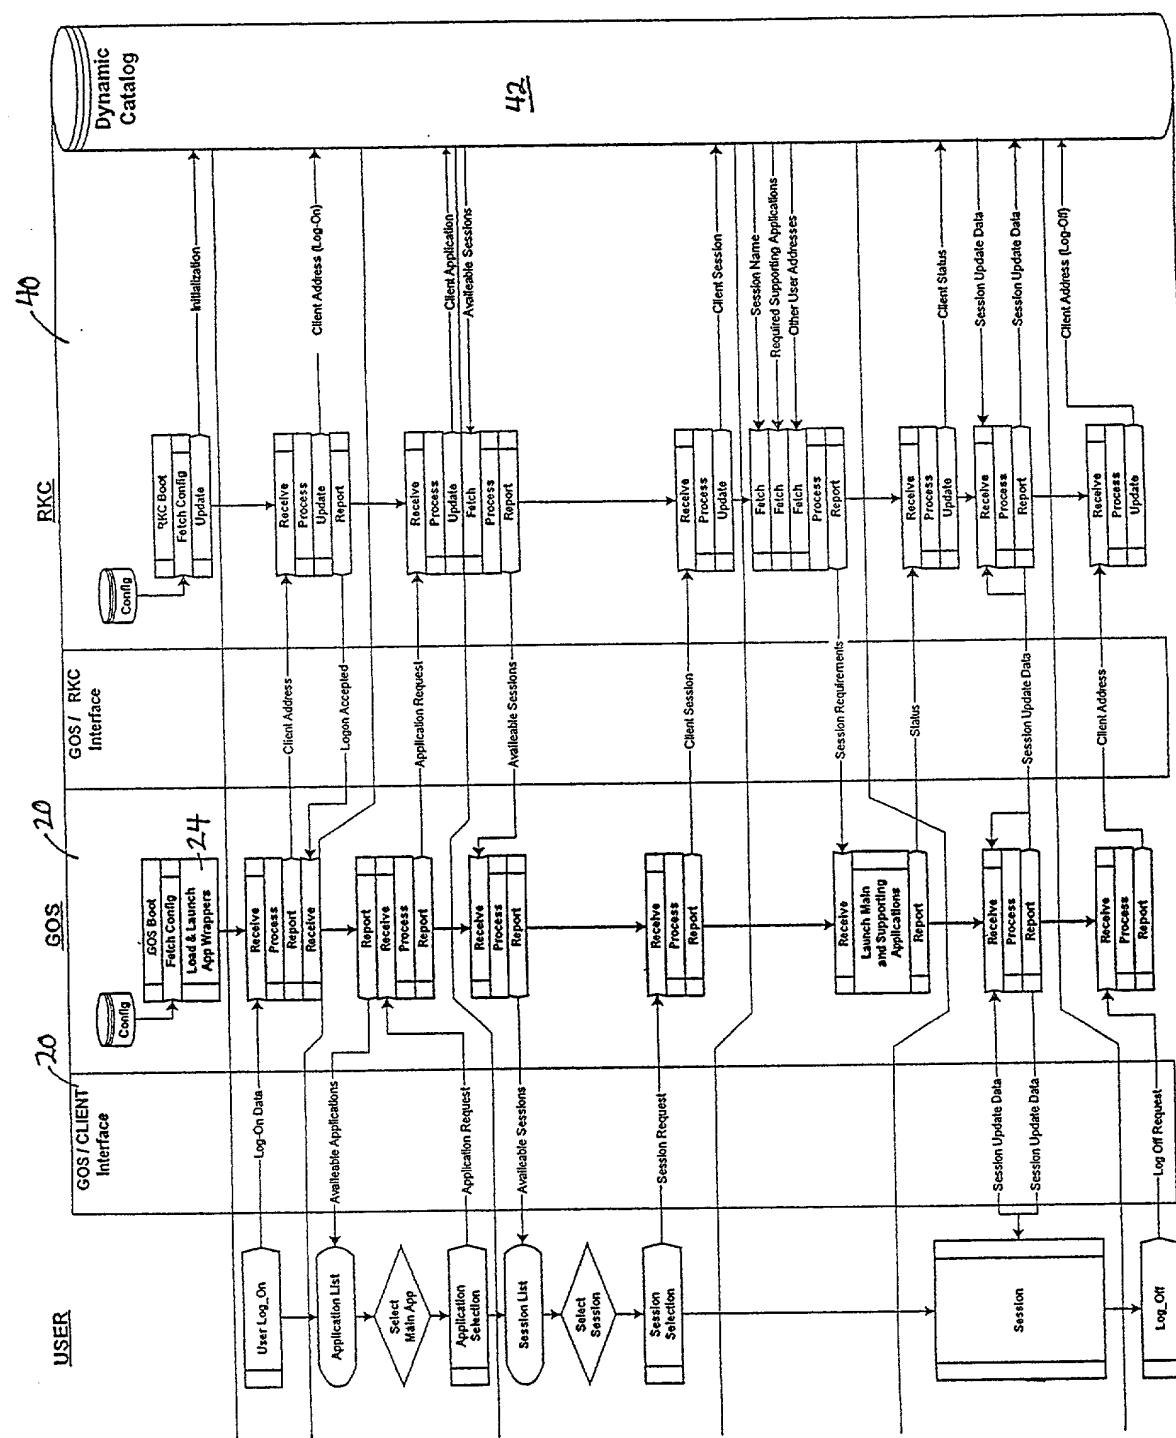 USER
User Log_On
Application List
Select
Main App
Application
Selection
Session List
Select
Session
Session
Selection
Session
Log_Off
20
GOS / CLIENT
Interface
Log-On Data
Availeable Applications
Application Request
Availeable Sessions
Session Request
Session Update Data
Session Update Data
Log Off Request
GOS
20
Config
GOS Boot
Fetch Config
Load & Launch
App Wrappers
24
Receive
Process
Report
Receive
Report
Receive
Process
Report
Receive
Process
Report
Receive
Process
Report
Receive
Launch Main
and Supporting
Applications
Report
Receive
Process
Report
Receive
Process
Report
GOS / RKC
Interface
Client Address
Logon Accepted
Application Request
Availeable Sessions
Client Session
Session Requirements
Status
Session Update Data
Client Address
RKC
40
Config
RKC Boot
Fetch Config
Update
Receive
Process
Update
Report
Receive
Process
Update
Fetch
Process
Report
Receive
Process
Update
Fetch
Fetch
Fetch
Process
Report
Receive
Process
Update
Receive
Process
Report
Receive
Process
Update
Initialization
Client Address (Log-On)
Client Application
Availeable Sessions
Client Session
Session Name
Required Supporting Applications
Other User Addresses
Client Status
Session Update Data
Session Update Data
Client Address (Log-Off)
Dynamic
Catalog
42